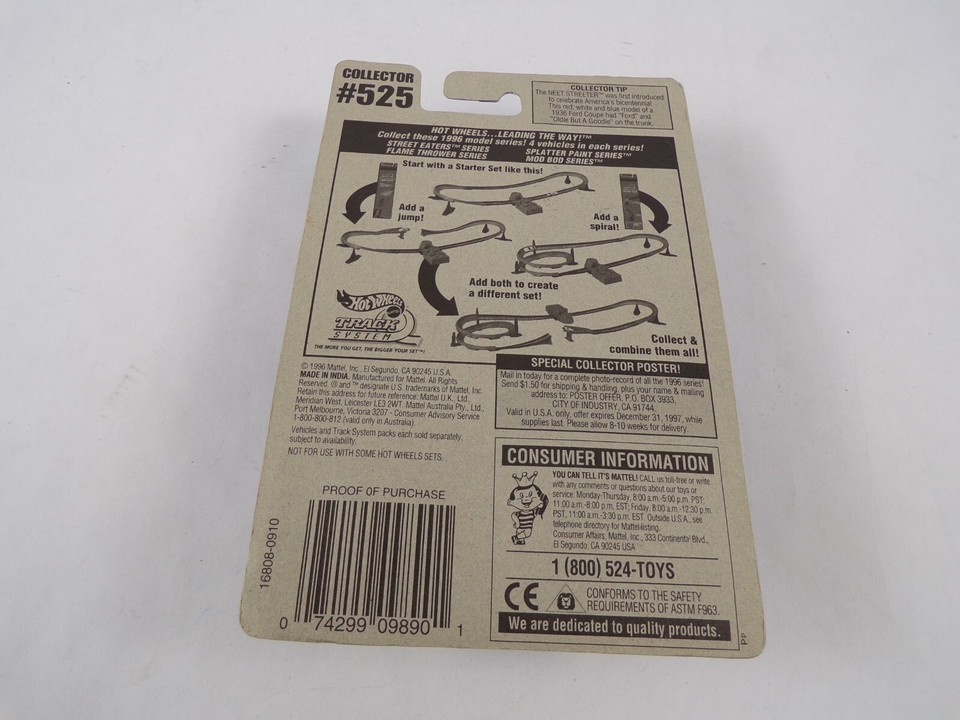 COLLECTOR
#525
COLLECTOR TIP
The NEET STREETER™ was first introduced
to celebrate America's bicentennial.
This red, white and blue model of a
"1936 Ford Coupe had "Ford" and
"Oldie But A Goodie" on the trunk.
HOT WHEELS...LEADING THE WAY!™
Collect these 1996 model series! 4 vehicles in each series!
STREET EATERS™ SERIES SPLATTER PAINT SERIES™
FLAME THROWER SERIES MOD BOD SERIES™
Start with a Starter Set like this!
Add a
jump!
Add a
spiral!
Add both to create
a different set!
HOT WHEELS
TRACK
SYSTEM
THE MORE YOU GET, THE BIGGER YOUR SET™!
Collect &
combine them all!
© 1996 Mattel, Inc., El Segundo, CA 90245 U.S.A.
MADE IN INDIA. Manufactured for Mattel. All Rights
Reserved. ® and ™ designate U.S. trademarks of Mattel, Inc.
Retain this address for future reference: Mattel U.K., Ltd.,
Meridian West, Leicester LE3 2WT. Mattel Australia Pty., Ltd.,
Port Melbourne, Victoria 3207 - Consumer Advisory Service
1-800-800-812 (valid only in Australia).
Vehicles and Track System packs each sold separately,
subject to availability.
NOT FOR USE WITH SOME HOT WHEELS SETS.
SPECIAL COLLECTOR POSTER!
Mail in today for a complete photo-record of all the 1996 series!
Send $1.50 for shipping & handling, plus your name & mailing
address to: POSTER OFFER, P.O. BOX 3933,
CITY OF INDUSTRY, CA 91744.
Valid in U.S.A. only, offer expires December 31, 1997, while
supplies last. Please allow 8-10 weeks for delivery.
CONSUMER INFORMATION
YOU CAN TELL IT'S MATTEL! CALL us toll-free or write
with any comments or questions about our toys or
service. Monday-Thursday, 8:00 a.m.-5:00 p.m. PST;
11:00 a.m.-8:00 p.m. EST; Friday, 8:00 a.m.-12:30 p.m.
PST, 11:00 a.m.-3:30 p.m. EST. Outside U.S.A., see
telephone directory for Mattel listing.
Consumer Affairs, Mattel, Inc., 333 Continental Blvd.,
El Segundo, CA 90245 USA
1 (800) 524-TOYS
CE
CONFORMS TO THE SAFETY
REQUIREMENTS OF ASTM F963.
We are dedicated to quality products.
PROOF OF PURCHASE
16808-0910
0 74299 09890 1
PP